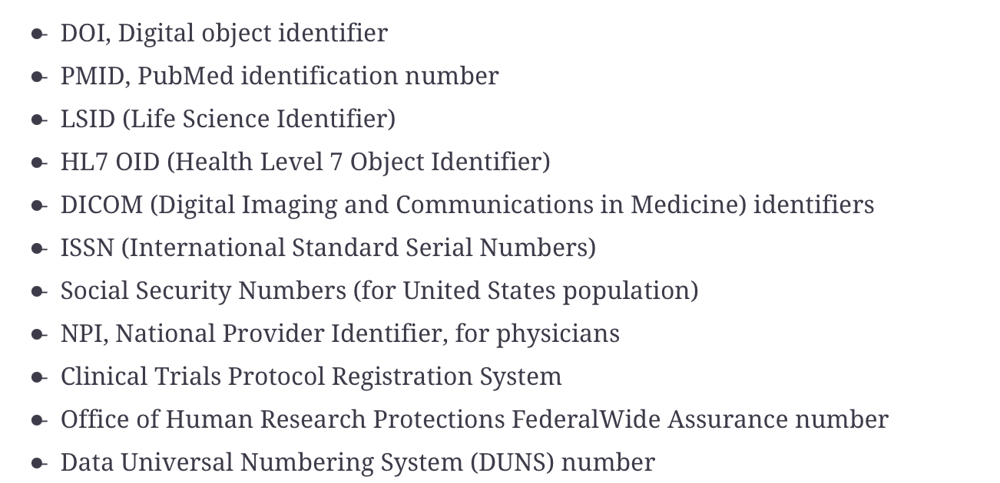 ●- DOI, Digital object identifier
●- PMID, PubMed identification number
●- LSID (Life Science Identifier)
●- HL7 OID (Health Level 7 Object Identifier)
●- DICOM (Digital Imaging and Communications in Medicine) identifiers
●- ISSN (International Standard Serial Numbers)
●- Social Security Numbers (for United States population)
●- NPI, National Provider Identifier, for physicians
●- Clinical Trials Protocol Registration System
●- Office of Human Research Protections FederalWide Assurance number
●- Data Universal Numbering System (DUNS) number